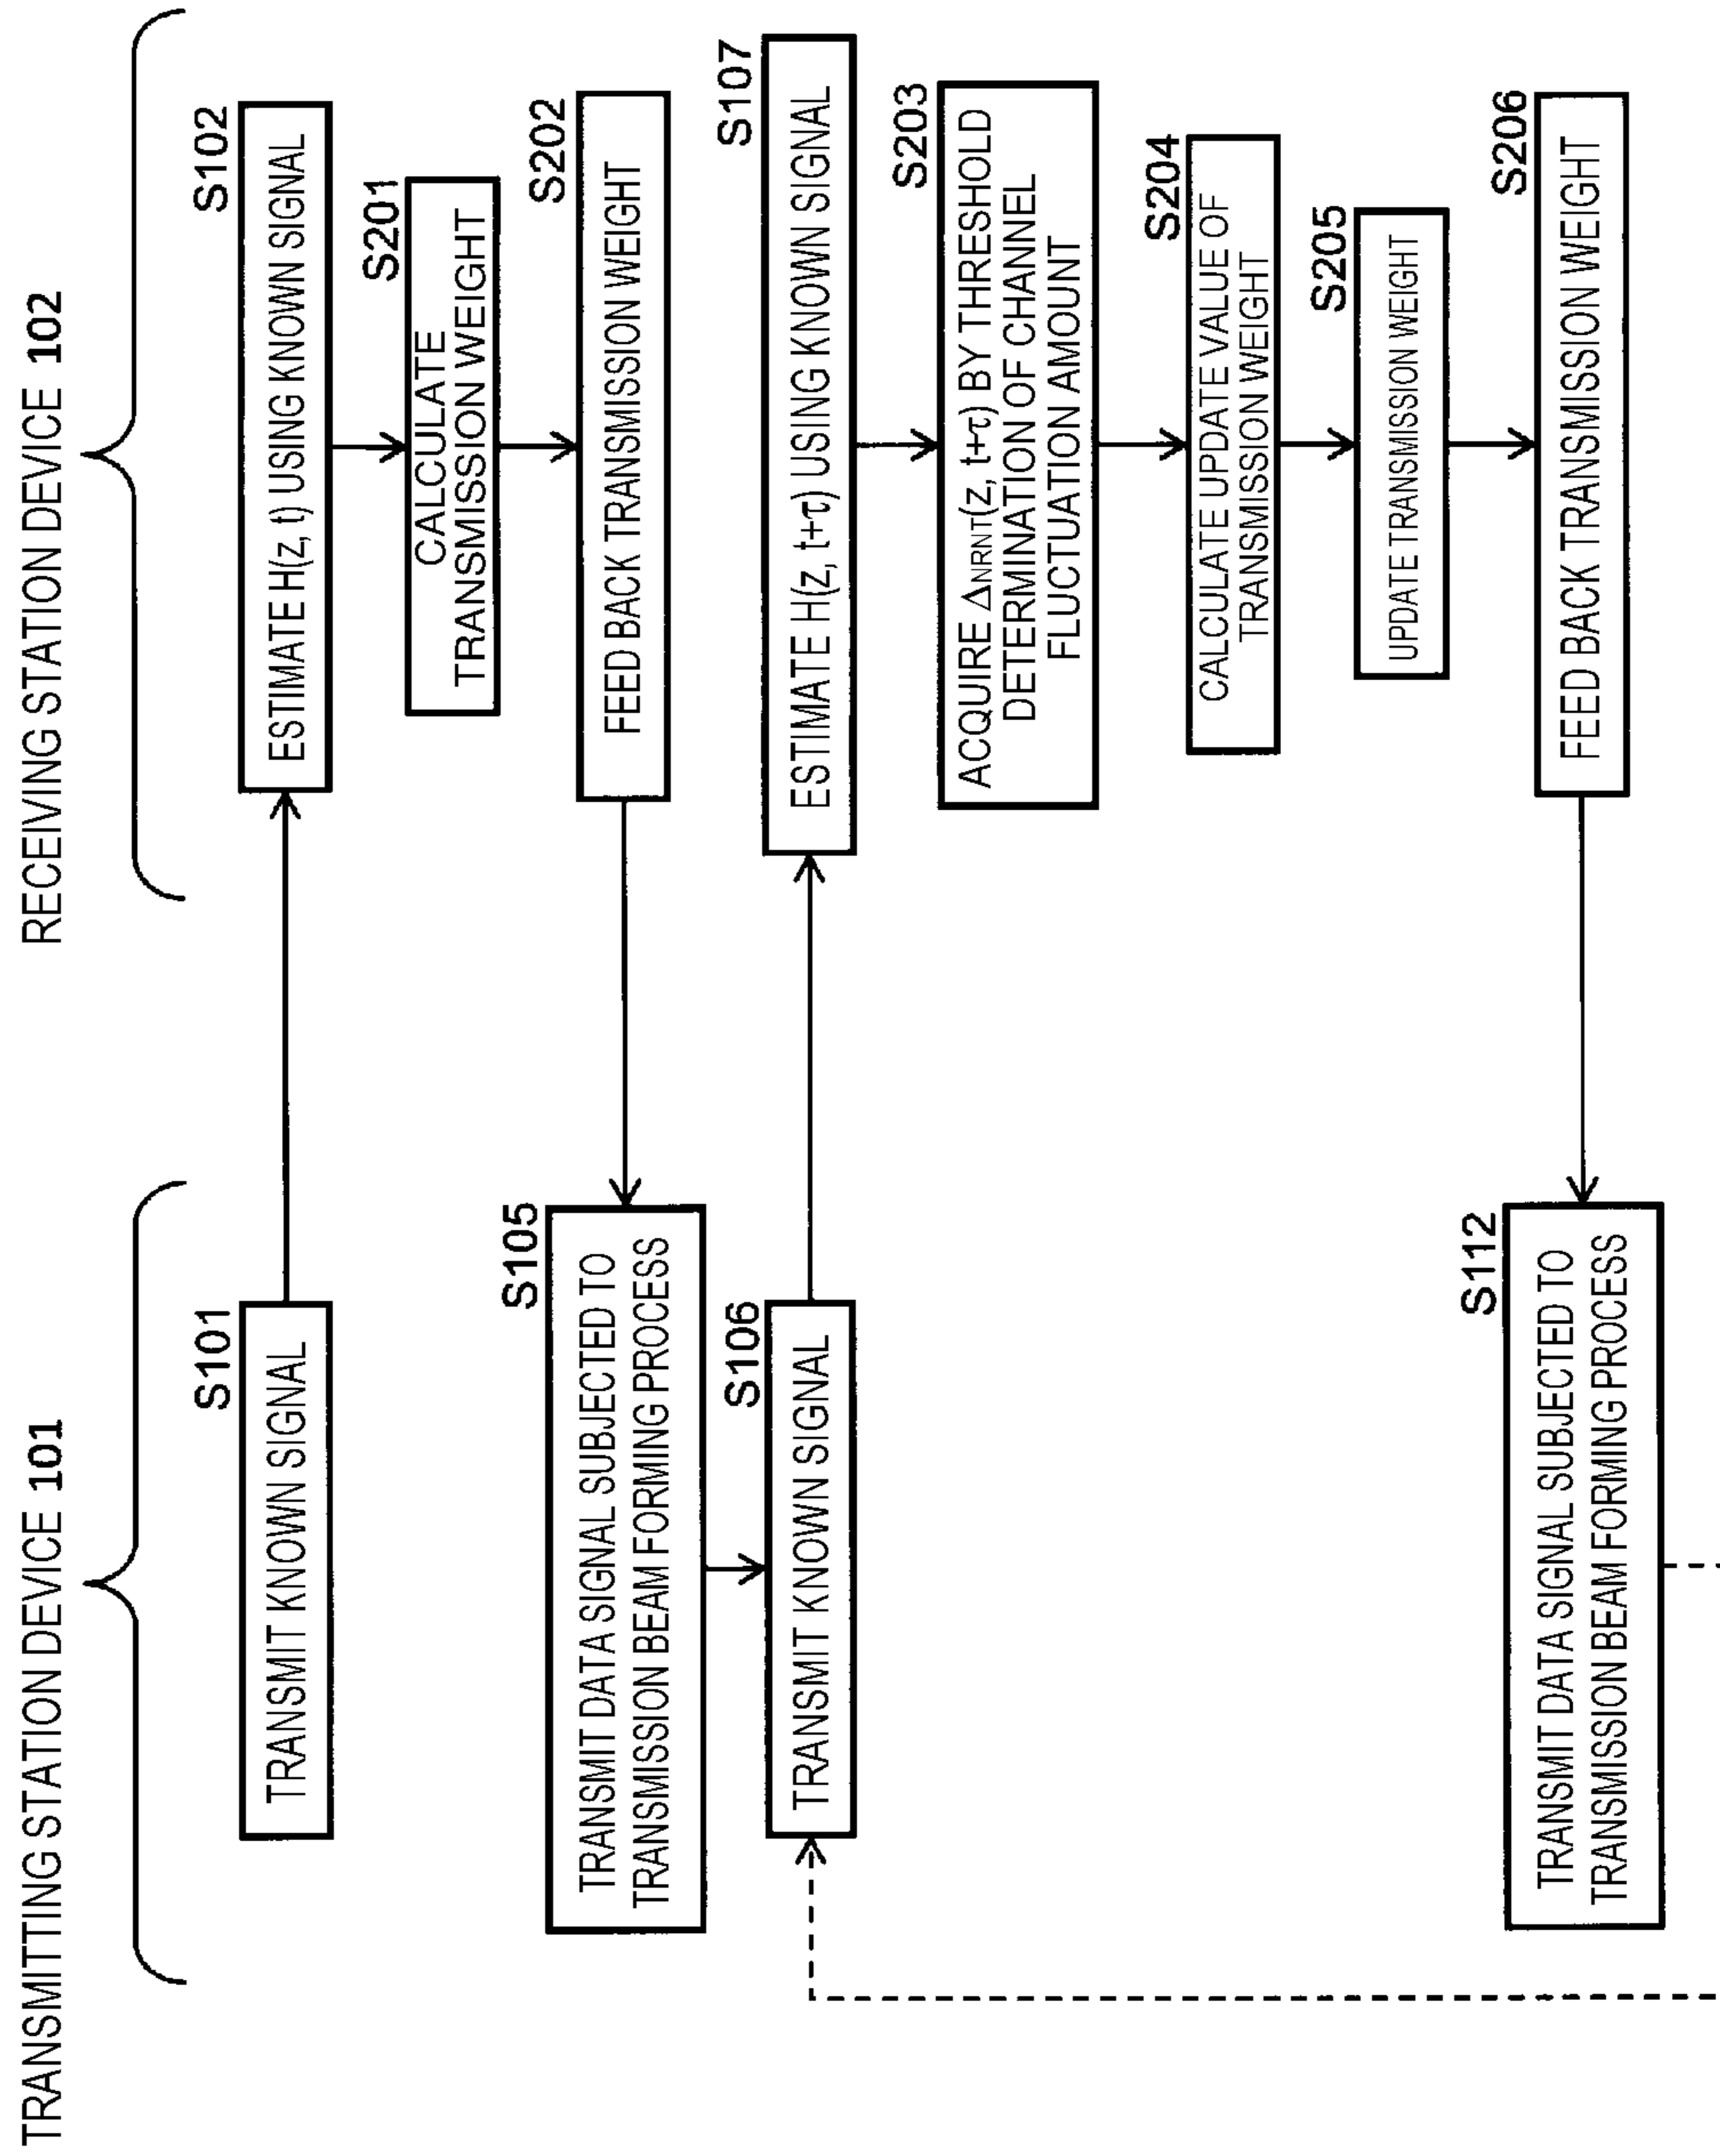 TRANSMITTING STATION DEVICE 101
RECEIVING STATION DEVICE 102
S101
TRANSMIT KNOWN SIGNAL
S102
ESTIMATE H(z, t) USING KNOWN SIGNAL
S201
CALCULATE
TRANSMISSION WEIGHT
S202
FEED BACK TRANSMISSION WEIGHT
S105
TRANSMIT DATA SIGNAL SUBJECTED TO
TRANSMISSION BEAM FORMING PROCESS
S106
TRANSMIT KNOWN SIGNAL
S107
ESTIMATE H(z, t+τ) USING KNOWN SIGNAL
S203
ACQUIRE ΔNRNT(z, t+τ) BY THRESHOLD
DETERMINATION OF CHANNEL
FLUCTUATION AMOUNT
S204
CALCULATE UPDATE VALUE OF
TRANSMISSION WEIGHT
S205
UPDATE TRANSMISSION WEIGHT
S206
FEED BACK TRANSMISSION WEIGHT
S112
TRANSMIT DATA SIGNAL SUBJECTED TO
TRANSMISSION BEAM FORMING PROCESS